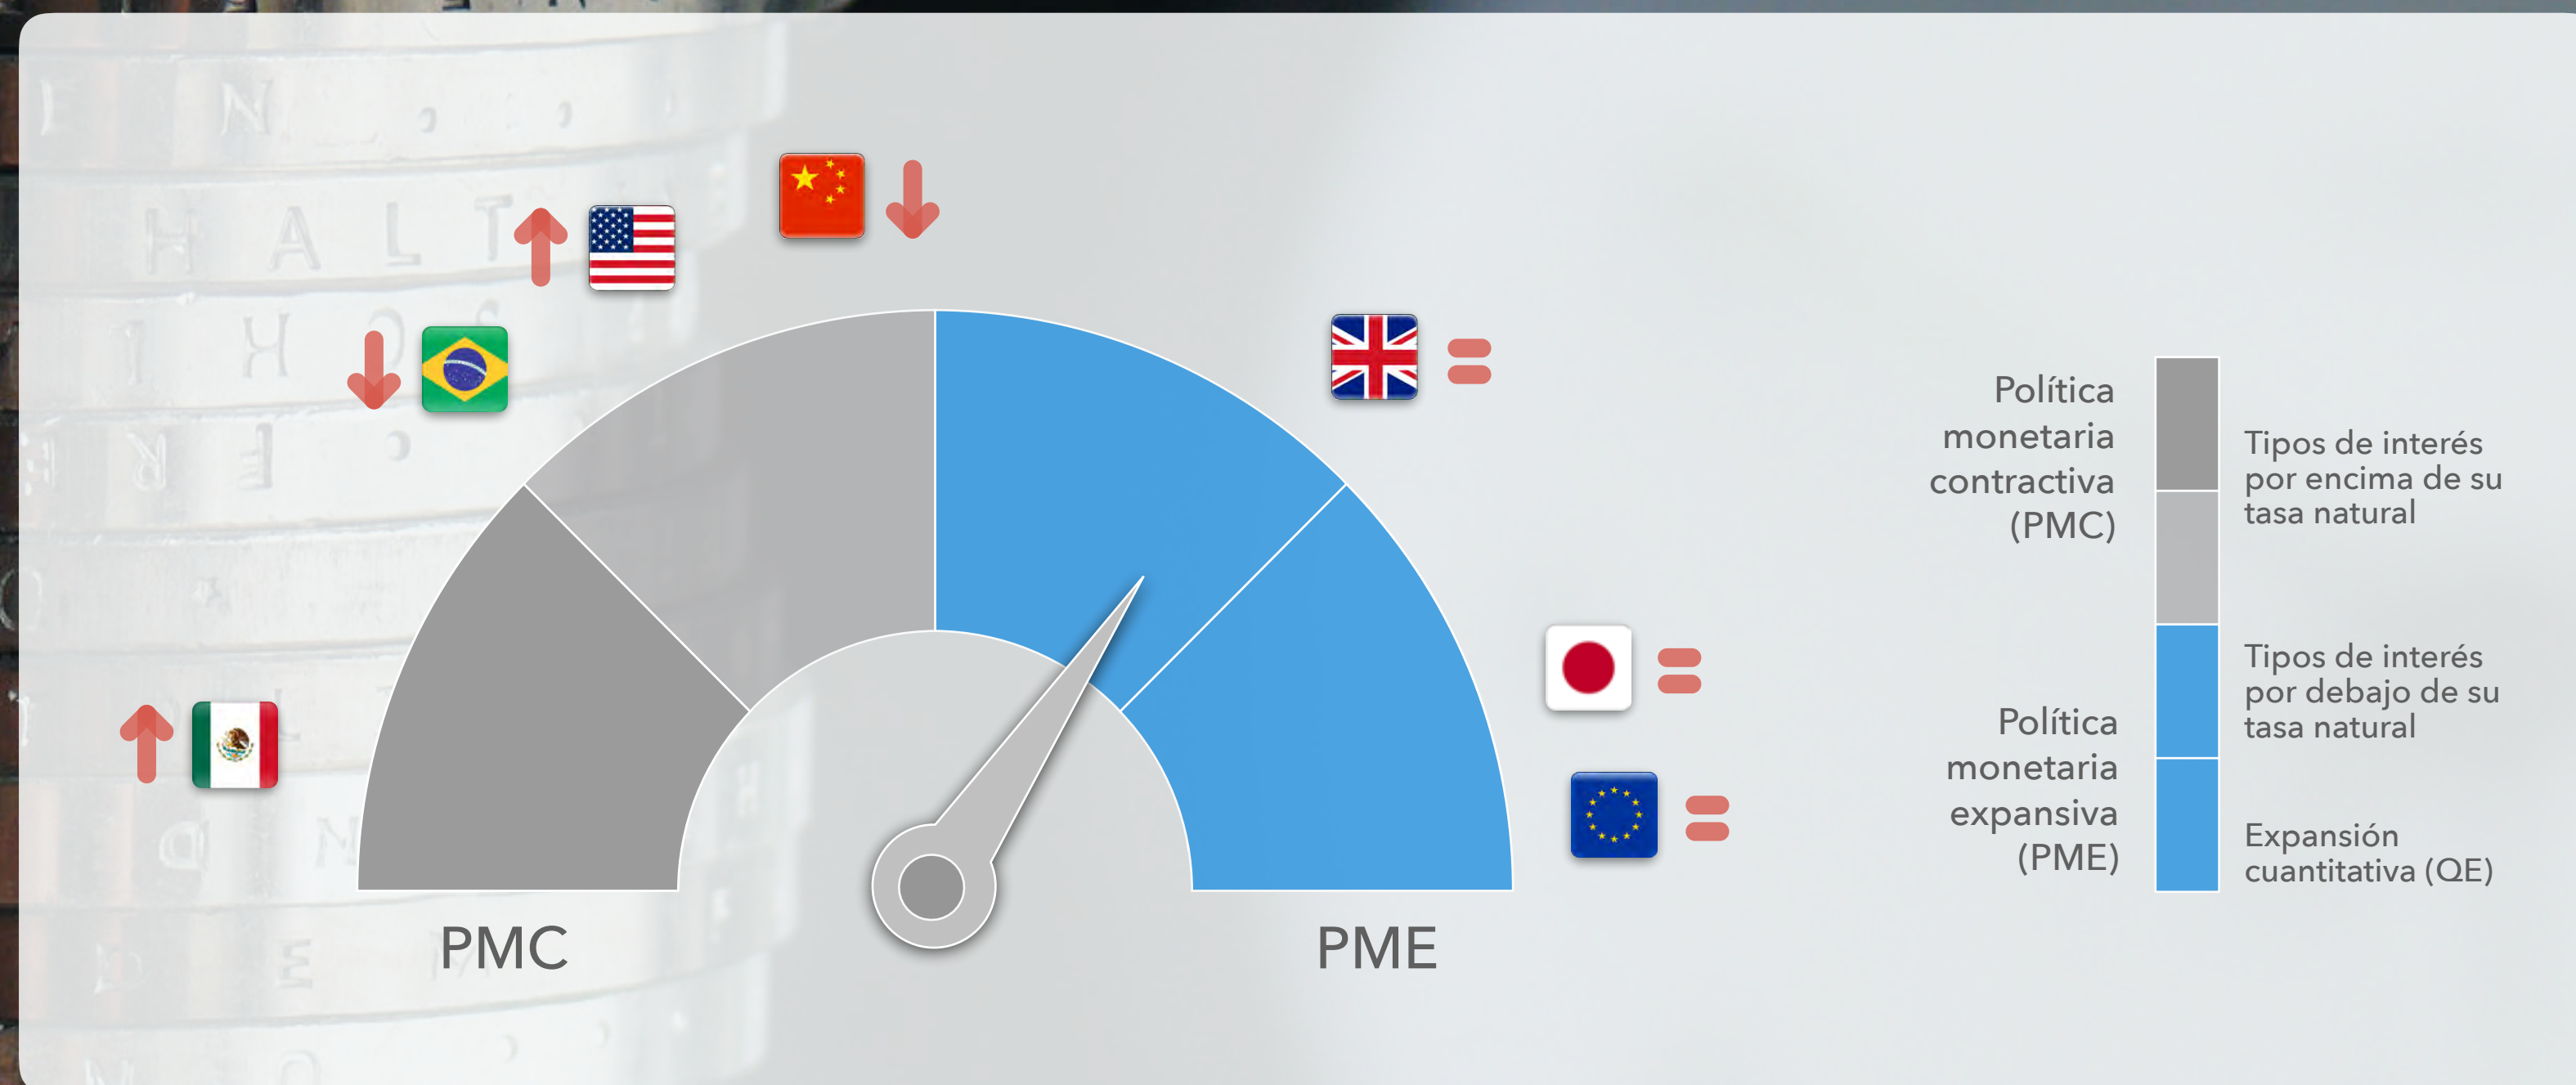 PMC
PME
Política
monetaria
contractiva
(PMC)
Tipos de interés
por encima de su
tasa natural
Política
monetaria
expansiva
(PME)
Tipos de interés
por debajo de su
tasa natural
Expansión
cuantitativa (QE)
E N
H A L T